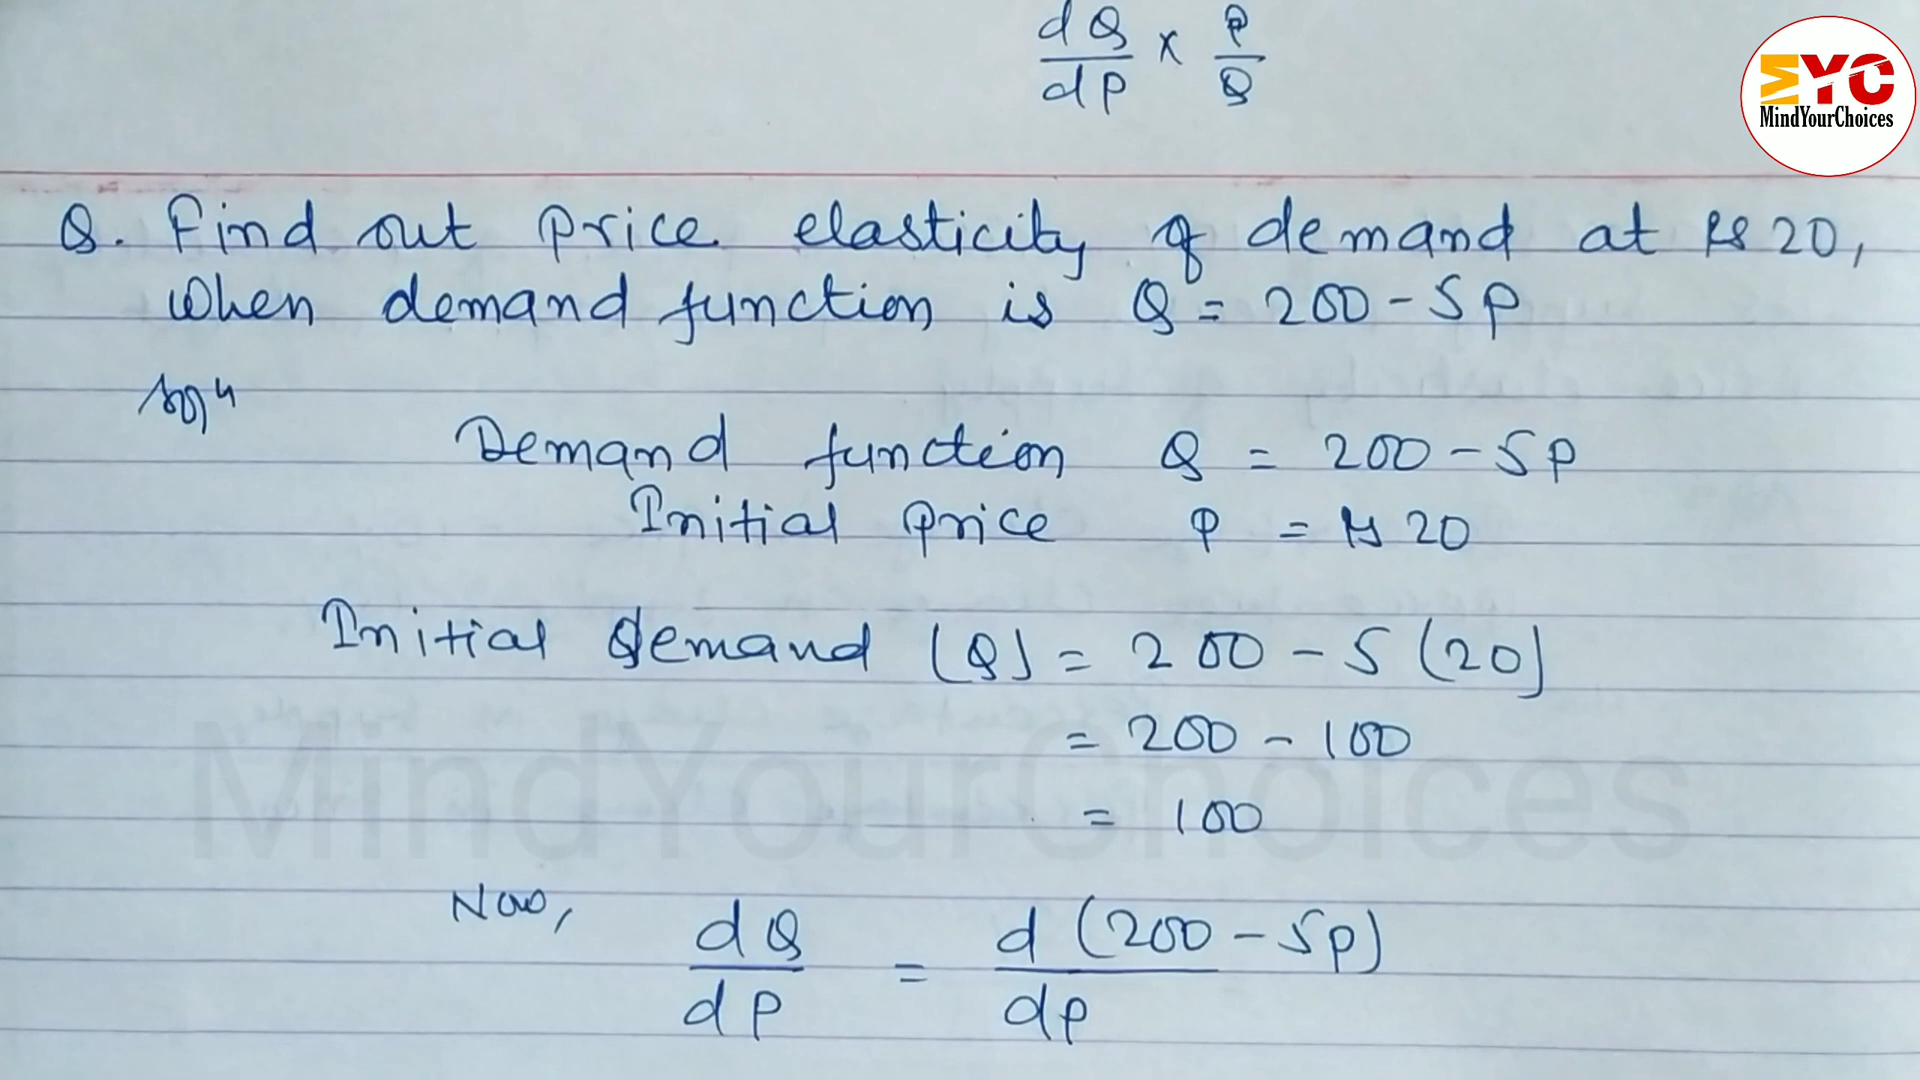 dQ/dP × P/Q
MYC
MindYourChoices
Q. Find out price elasticity of demand at Rs 20,
when demand function is Q = 200 - 5P
Solⁿ
Demand function Q = 200 - 5P
Initial price P = Rs 20
Initial demand (Q) = 200 - 5(20)
= 200 - 100
= 100
MindYourChoices
Now, dQ/dP = d(200 - 5P)/dP